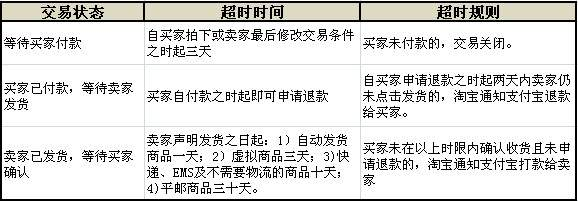 交易状态
超时时间
超时规则
等待买家付款
自买家拍下或卖家最后修改交易条件
之时起三天
买家未付款的，交易关闭。
买家已付款，等待卖家
发货
买家自付款之时起即可申请退款
自买家申请退款之时起两天内卖家仍
未点击发货的，淘宝通知支付宝退款
给买家。
卖家已发货，等待买家
确认
卖家声明发货之日起：1）自动发货
商品一天；2）虚拟商品三天；3)快
递、EMS及不需要物流的商品十天；
4)平邮商品三十天。
买家未在以上时限内确认收货且未申
请退款的，淘宝通知支付宝打款给卖
家